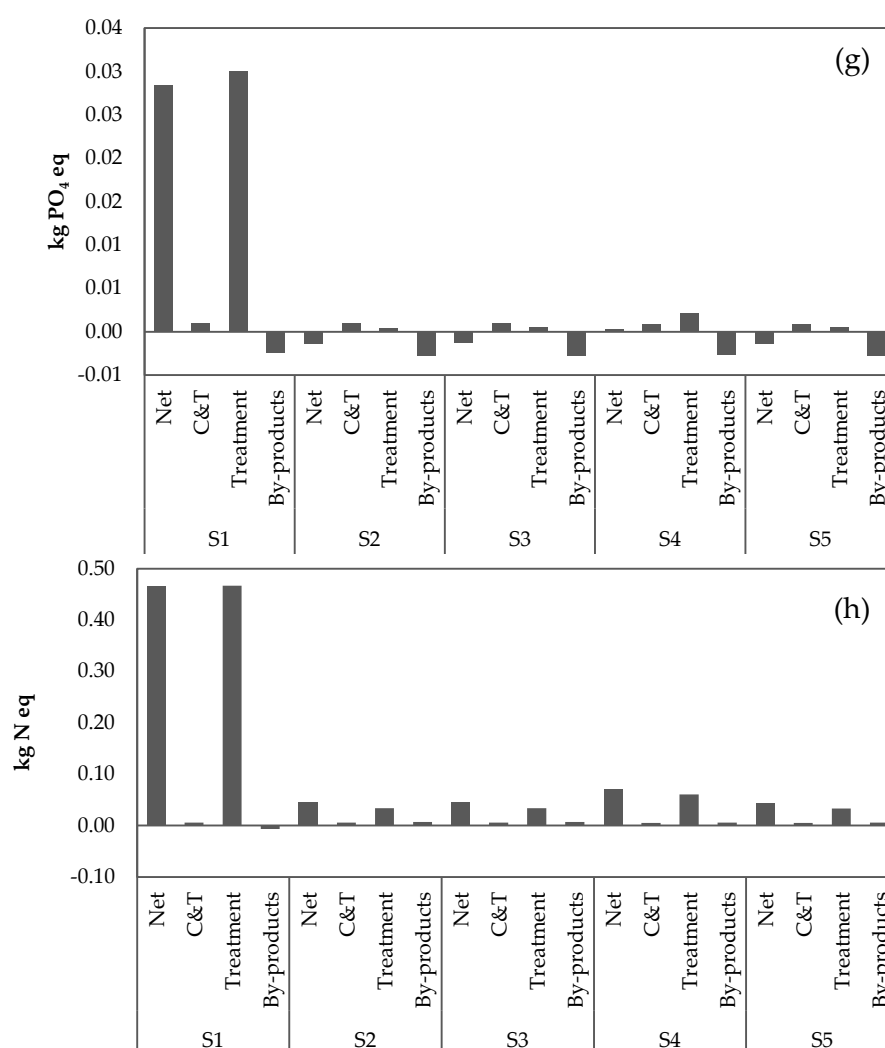 0.04
(g)
0.03
0.03
0.02
0.02
0.01
0.01
0.00
-0.01
kg PO₄ eq
Net C&T Treatment By-products Net C&T Treatment By-products Net C&T Treatment By-products Net C&T Treatment By-products Net C&T Treatment By-products
S1 S2 S3 S4 S5
0.50
(h)
0.40
0.30
0.20
0.10
0.00
-0.10
kg N eq
Net C&T Treatment By-products Net C&T Treatment By-products Net C&T Treatment By-products Net C&T Treatment By-products Net C&T Treatment By-products
S1 S2 S3 S4 S5